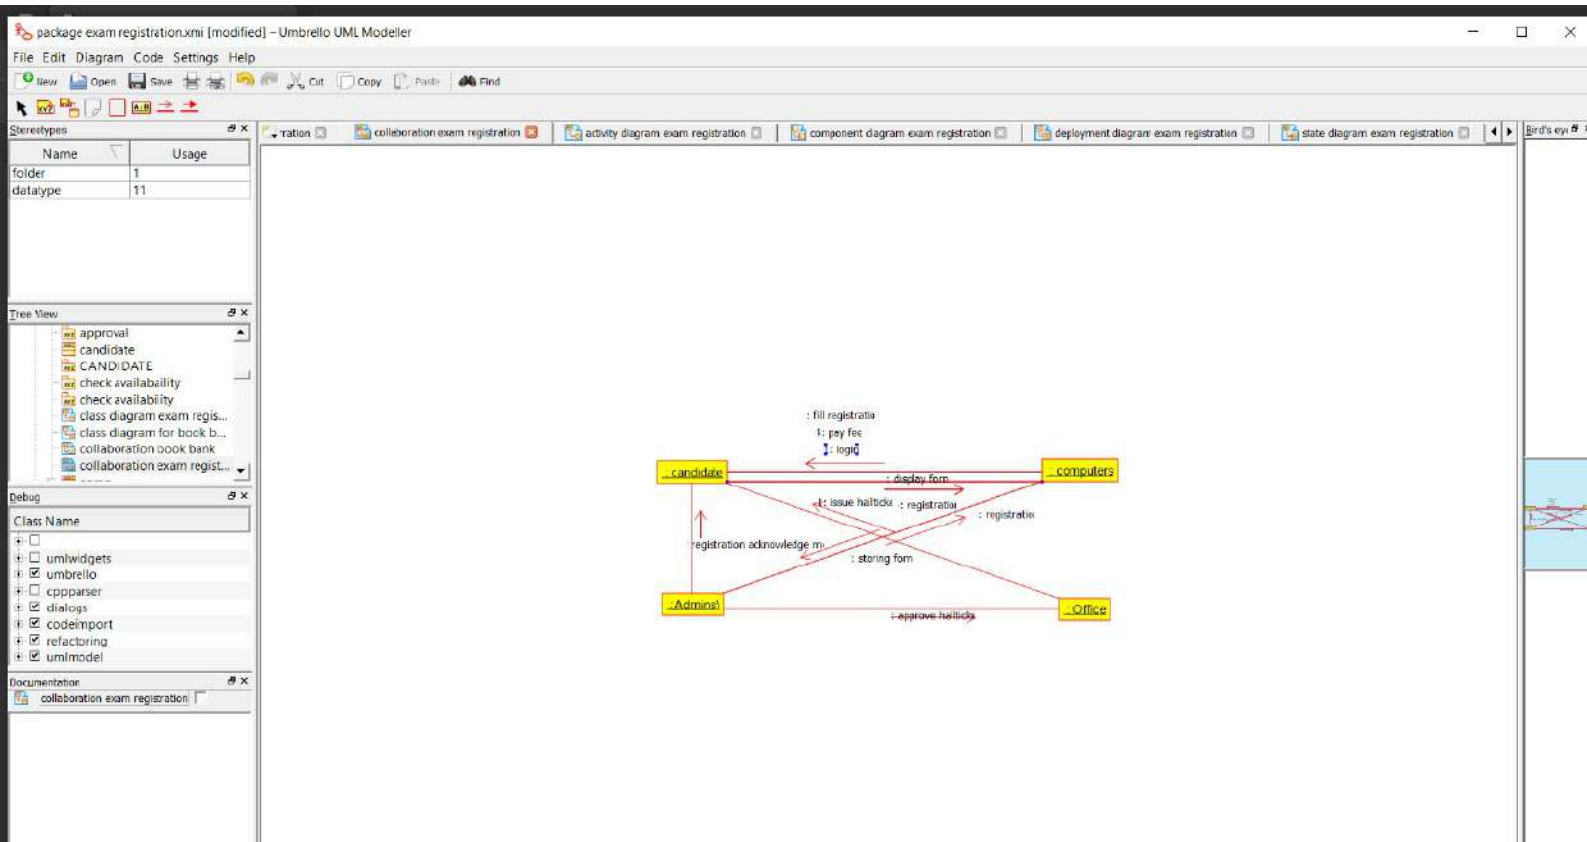 package exam registration.xmi [modified] – Umbrello UML Modeller
File Edit Diagram Code Settings Help
New Open Save Cut Copy Paste Find
Stereotypes
Name Usage
folder 1
datatype 11
ration
collaboration exam registration
activity diagram exam registration
component diagram exam registration
deployment diagram exam registration
state diagram exam registration
Bird's eye
Tree View
approval
candidate
CANDIDATE
check availabaility
check availability
class diagram exam regis...
class diagram for book b...
collaboration book bank
collaboration exam regist...
Debug
Class Name
umlwidgets
umbrello
cppparser
dialogs
codeimport
refactoring
umlmodel
Documentation
collaboration exam registration
: fill registratio
: pay fee
: login
: candidate
: computers
: display form
: issue hallticke
: registration
: registratio
registration acknowledge m
: storing form
: Admins\
: Office
: approve halltick